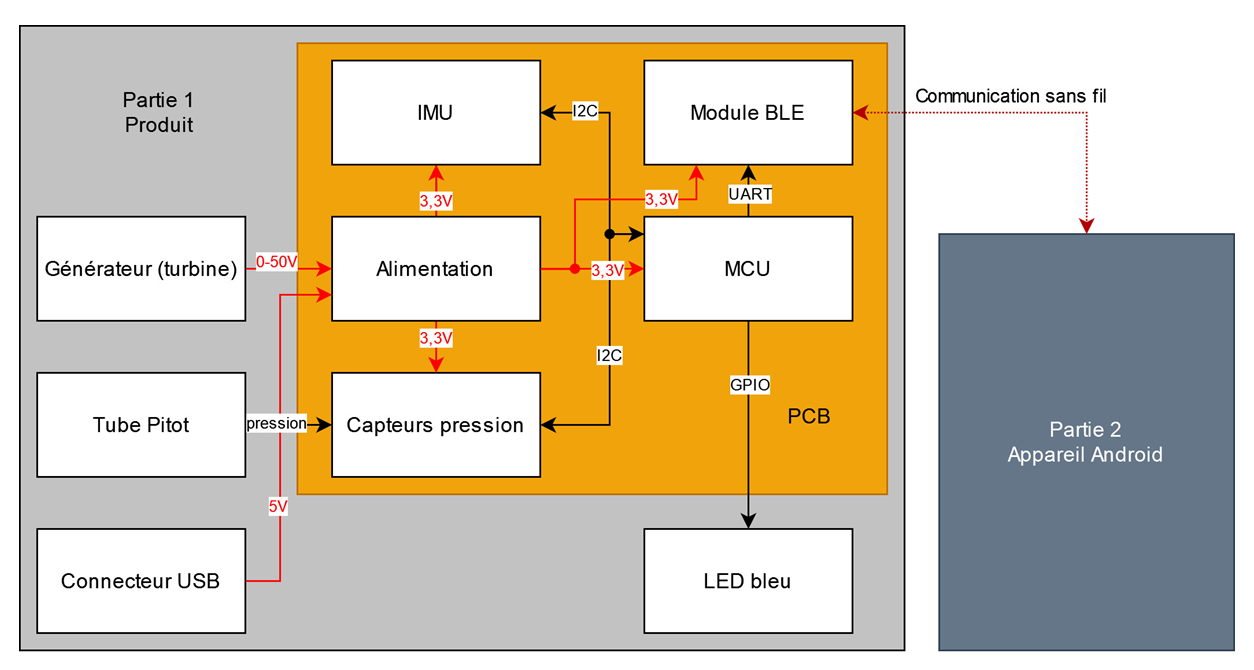 Partie 1
Produit
IMU
I2C
Module BLE
Communication sans fil
3,3V
3,3V
UART
Générateur (turbine)
0-50V
Alimentation
3,3V
MCU
3,3V
I2C
GPIO
Tube Pitot
pression
Capteurs pression
PCB
Partie 2
Appareil Android
5V
Connecteur USB
LED bleu